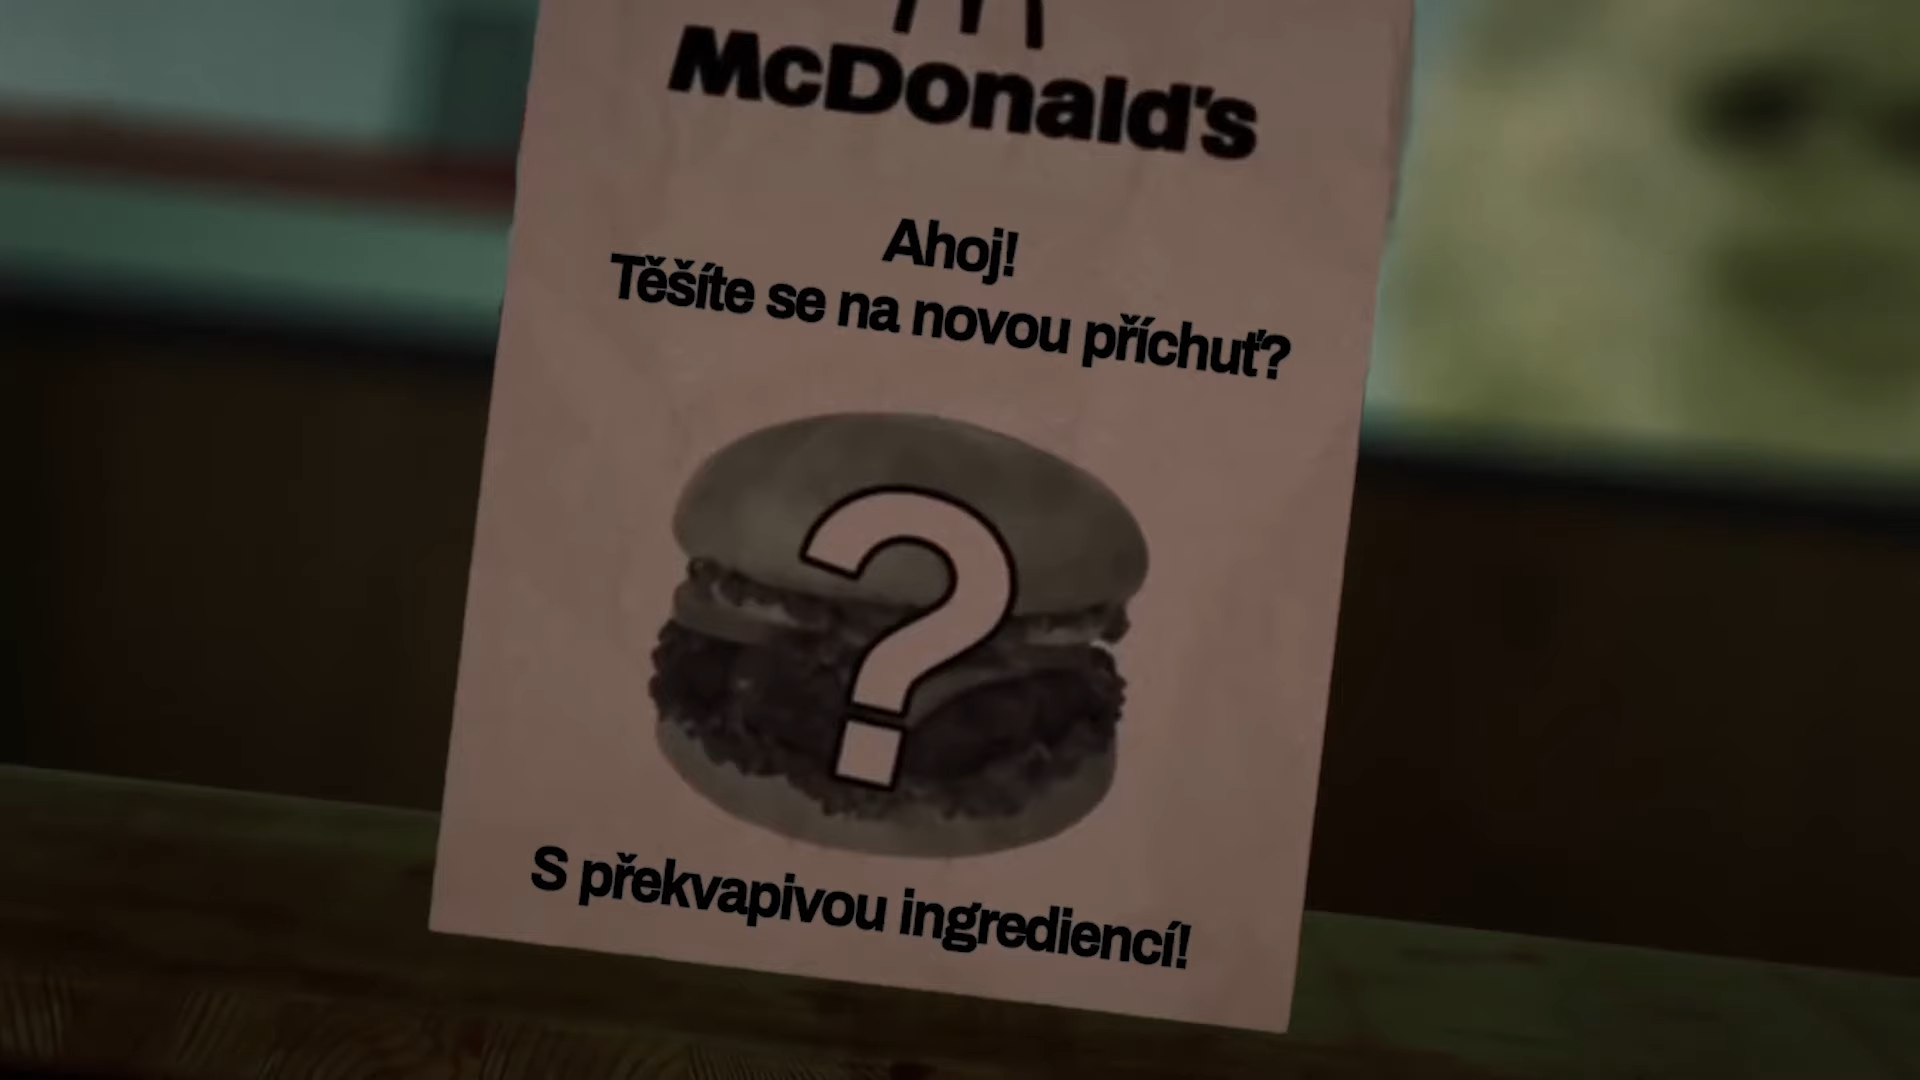 McDonald's
Ahoj!
Těšíte se na novou příchuť?
?
S překvapivou ingrediencí!